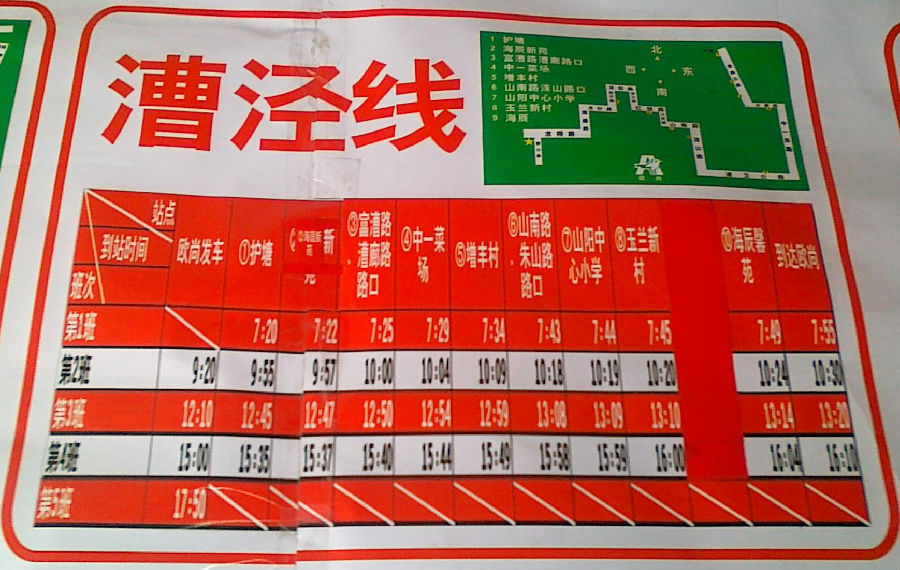 漕泾线
1 护塘
2 海辰新苑
3 富漕路漕廊路口
4 中一菜场
5 增丰村
6 山南路洙山路口
7 山阳中心小学
8 玉兰新村
9 海辰
北
西 东
南
站点
到站时间
班次
欧尚发车 ①护塘 ②海辰新苑 新苑 ③富漕路漕廊路路口 ④中一菜场 ⑤增丰村 ⑥山南路朱山路路口 ⑦山阳中心小学 ⑧玉兰新村 海辰馨苑 到达欧尚
第1班 7:20 7:22 7:25 7:29 7:34 7:43 7:44 7:45 7:49 7:55
第2班 9:20 9:55 9:57 10:00 10:04 10:09 10:18 10:19 10:20 10:24 10:30
第3班 12:10 12:45 12:47 12:50 12:54 12:59 13:08 13:09 13:10 13:14 13:20
第4班 15:00 15:35 15:37 15:40 15:44 15:49 15:58 15:59 16:00 16:04 16:10
第5班 17:50